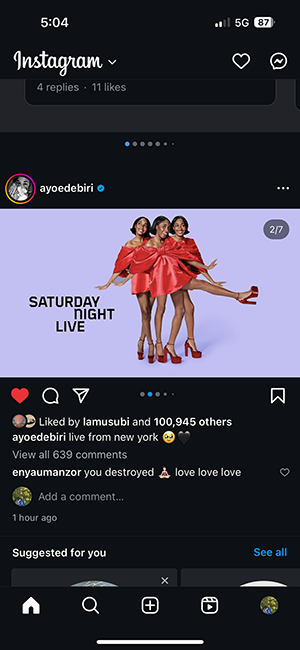 5:04
5G 87
Instagram
4 replies · 11 likes
ayoedebiri
2/7
SATURDAY
NIGHT
LIVE
Liked by lamusubi and 100,945 others
ayoedebiri live from new york 🥹🖤
View all 639 comments
enyaumanzor you destroyed love love love
Add a comment...
1 hour ago
Suggested for you
See all